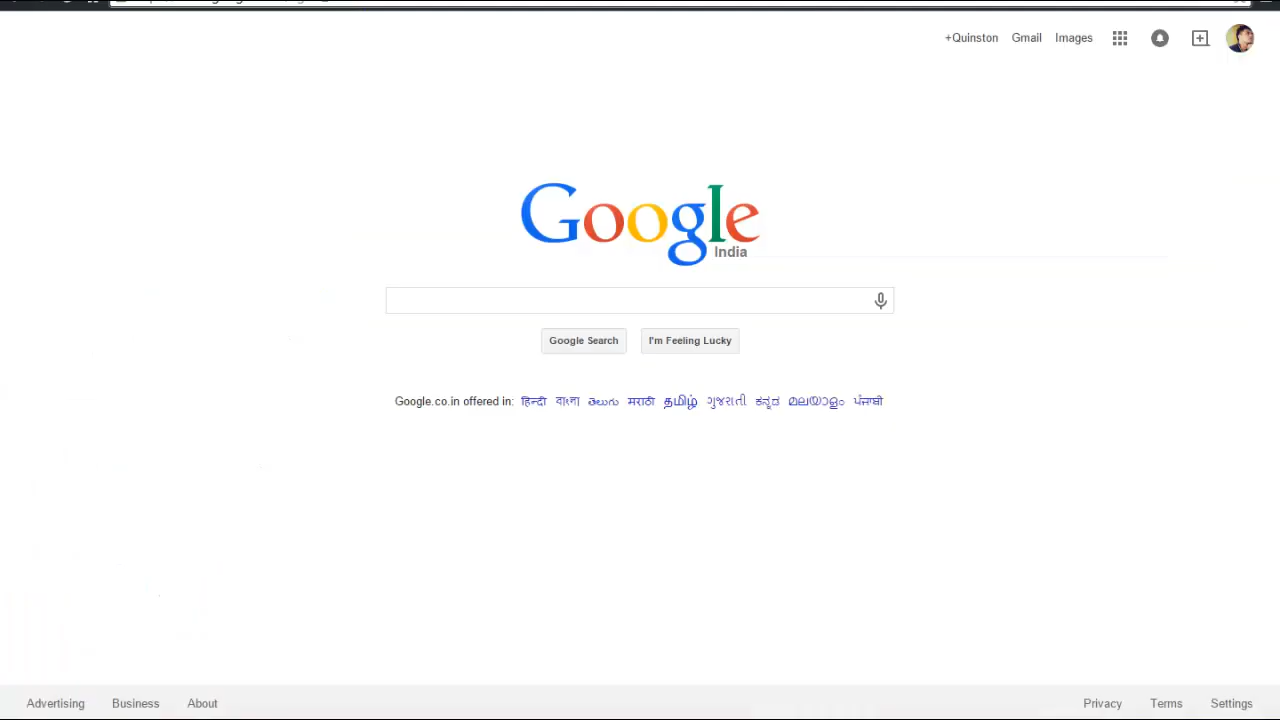 +Quinston Gmail Images
Google
India
Google Search I'm Feeling Lucky
Google.co.in offered in: हिन्दी বাংলা తెలుగు मराठी தமிழ் ગુજરાતી ಕನ್ನಡ മലയാളം ਪੰਜਾਬੀ
Advertising Business About Privacy Terms Settings